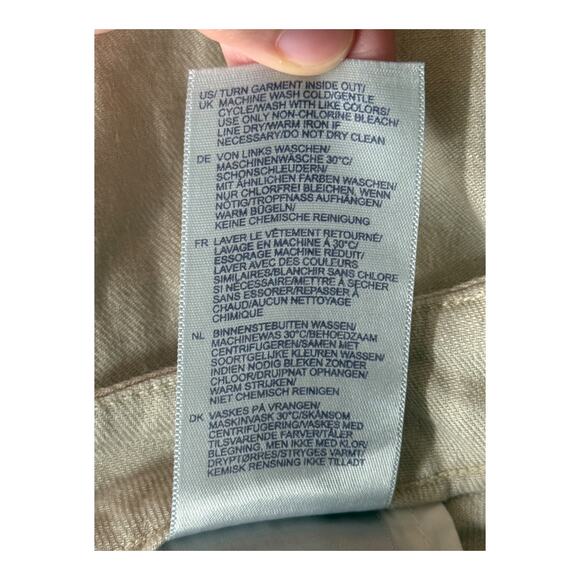 US/ TURN GARMENT INSIDE OUT/
UK MACHINE WASH COLD/GENTLE
CYCLE/WASH WITH LIKE COLORS/
USE ONLY NON-CHLORINE BLEACH/
LINE DRY/WARM IRON IF
NECESSARY/DO NOT DRY CLEAN
DE VON LINKS WASCHEN/
MASCHINENWÄSCHE 30°C/
SCHONSCHLEUDERN/
MIT ÄHNLICHEN FARBEN WASCHEN/
NUR CHLORFREI BLEICHEN, WENN
NÖTIG/TROPFNASS AUFHÄNGEN/
WARM BÜGELN/
KEINE CHEMISCHE REINIGUNG
FR LAVER LE VÊTEMENT RETOURNÉ/
LAVAGE EN MACHINE À 30°C/
ESSORAGE MACHINE RÉDUIT/
LAVER AVEC DES COULEURS
SIMILAIRES/BLANCHIR SANS CHLORE
SI NÉCESSAIRE/METTRE À SÉCHER
SANS ESSORER/REPASSER À
CHAUD/AUCUN NETTOYAGE
CHIMIQUE
NL BINNENSTEBUITEN WASSEN/
MACHINEWAS 30°C/BEHOEDZAAM
CENTRIFUGEREN/SAMEN MET
SOORTGELIJKE KLEUREN WASSEN/
INDIEN NODIG BLEKEN ZONDER
CHLOOR/DRUIPNAT OPHANGEN/
WARM STRIJKEN/
NIET CHEMISCH REINIGEN
DK VASKES PÅ VRANGEN/
MASKINVASK 30°C/SKÅNSOM
CENTRIFUGERING/VASKES MED
TILSVARENDE FARVER/TÅLER
BLEGNING, MEN IKKE MED KLOR/
DRYPTØRRES/STRYGES VARMT/
KEMISK RENSNING IKKE TILLADT